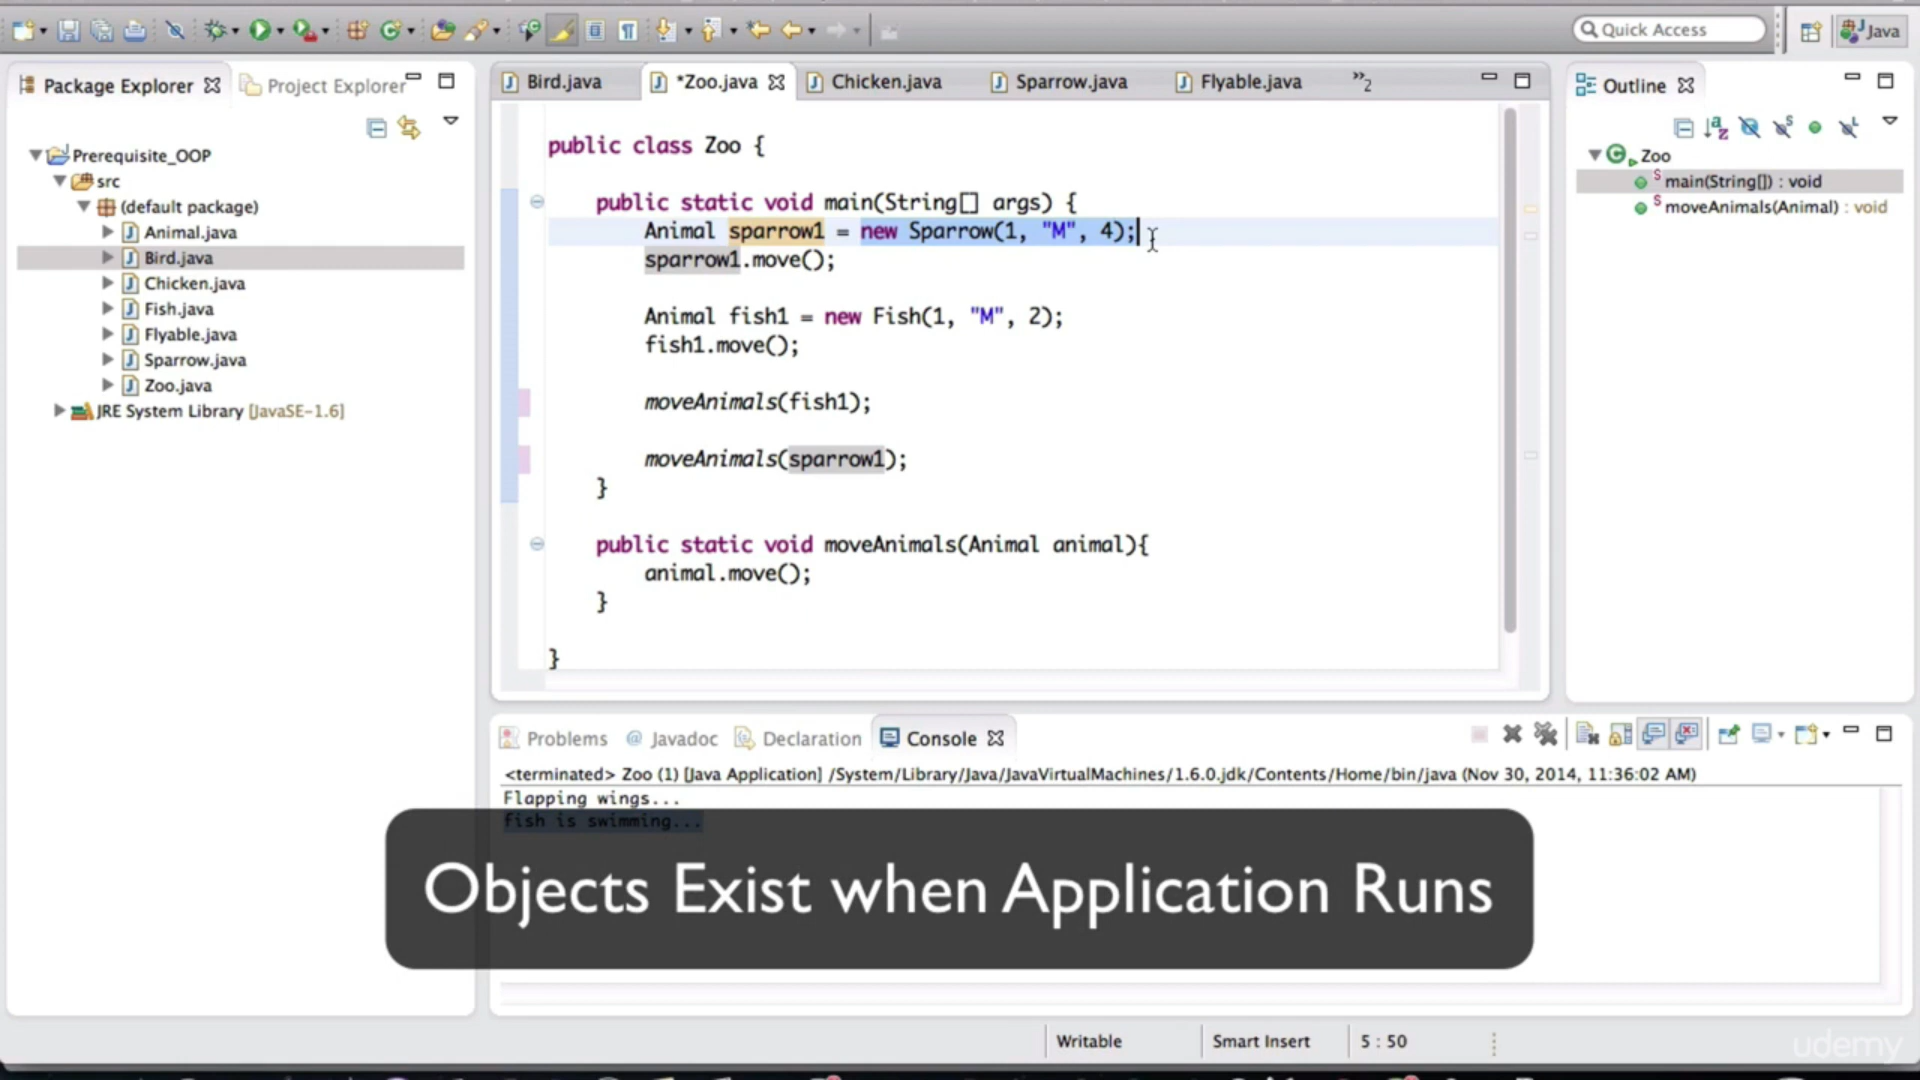 Quick Access
Java
Package Explorer
Project Explorer
Prerequisite_OOP
src
(default package)
Animal.java
Bird.java
Chicken.java
Fish.java
Flyable.java
Sparrow.java
Zoo.java
JRE System Library [JavaSE-1.6]
Bird.java
*Zoo.java
Chicken.java
Sparrow.java
Flyable.java
»2
public class Zoo {
public static void main(String[] args) {
Animal sparrow1 = new Sparrow(1, "M", 4);
sparrow1.move();
Animal fish1 = new Fish(1, "M", 2);
fish1.move();
moveAnimals(fish1);
moveAnimals(sparrow1);
}
public static void moveAnimals(Animal animal){
animal.move();
}
}
Outline
Zoo
main(String[]) : void
moveAnimals(Animal) : void
Problems
@ Javadoc
Declaration
Console
<terminated> Zoo (1) [Java Application] /System/Library/Java/JavaVirtualMachines/1.6.0.jdk/Contents/Home/bin/java (Nov 30, 2014, 11:36:02 AM)
Flapping wings...
fish is swimming...
Objects Exist when Application Runs
Writable
Smart Insert
5 : 50
udemy